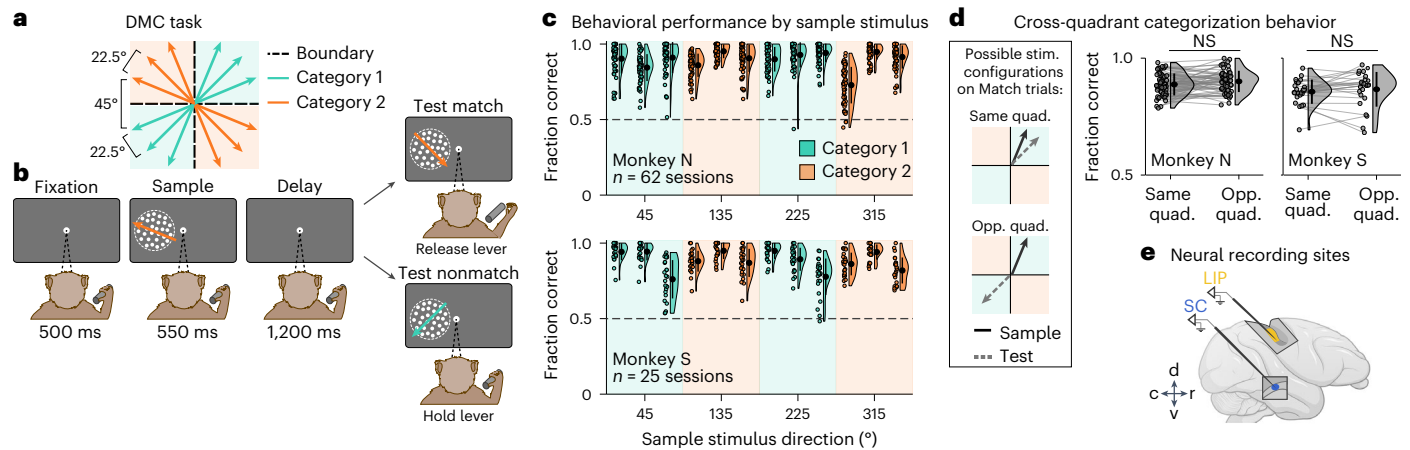 a
DMC task
22.5°
45°
22.5°
Boundary
Category 1
Category 2
b
Fixation
Sample
Delay
500 ms
550 ms
1,200 ms
Test match
Release lever
Test nonmatch
Hold lever
c
Behavioral performance by sample stimulus
Fraction correct
1.0
0.5
0
Monkey N
n = 62 sessions
Category 1
Category 2
45
135
225
315
Fraction correct
1.0
0.5
0
Monkey S
n = 25 sessions
45
135
225
315
Sample stimulus direction (°)
d
Cross-quadrant categorization behavior
Possible stim.
configurations
on Match trials:
Same quad.
Opp. quad.
Sample
Test
Fraction correct
1.0
0.5
NS
Monkey N
Same
quad.
Opp.
quad.
NS
Monkey S
Same
quad.
Opp.
quad.
e
Neural recording sites
LIP
SC
d
c
r
v